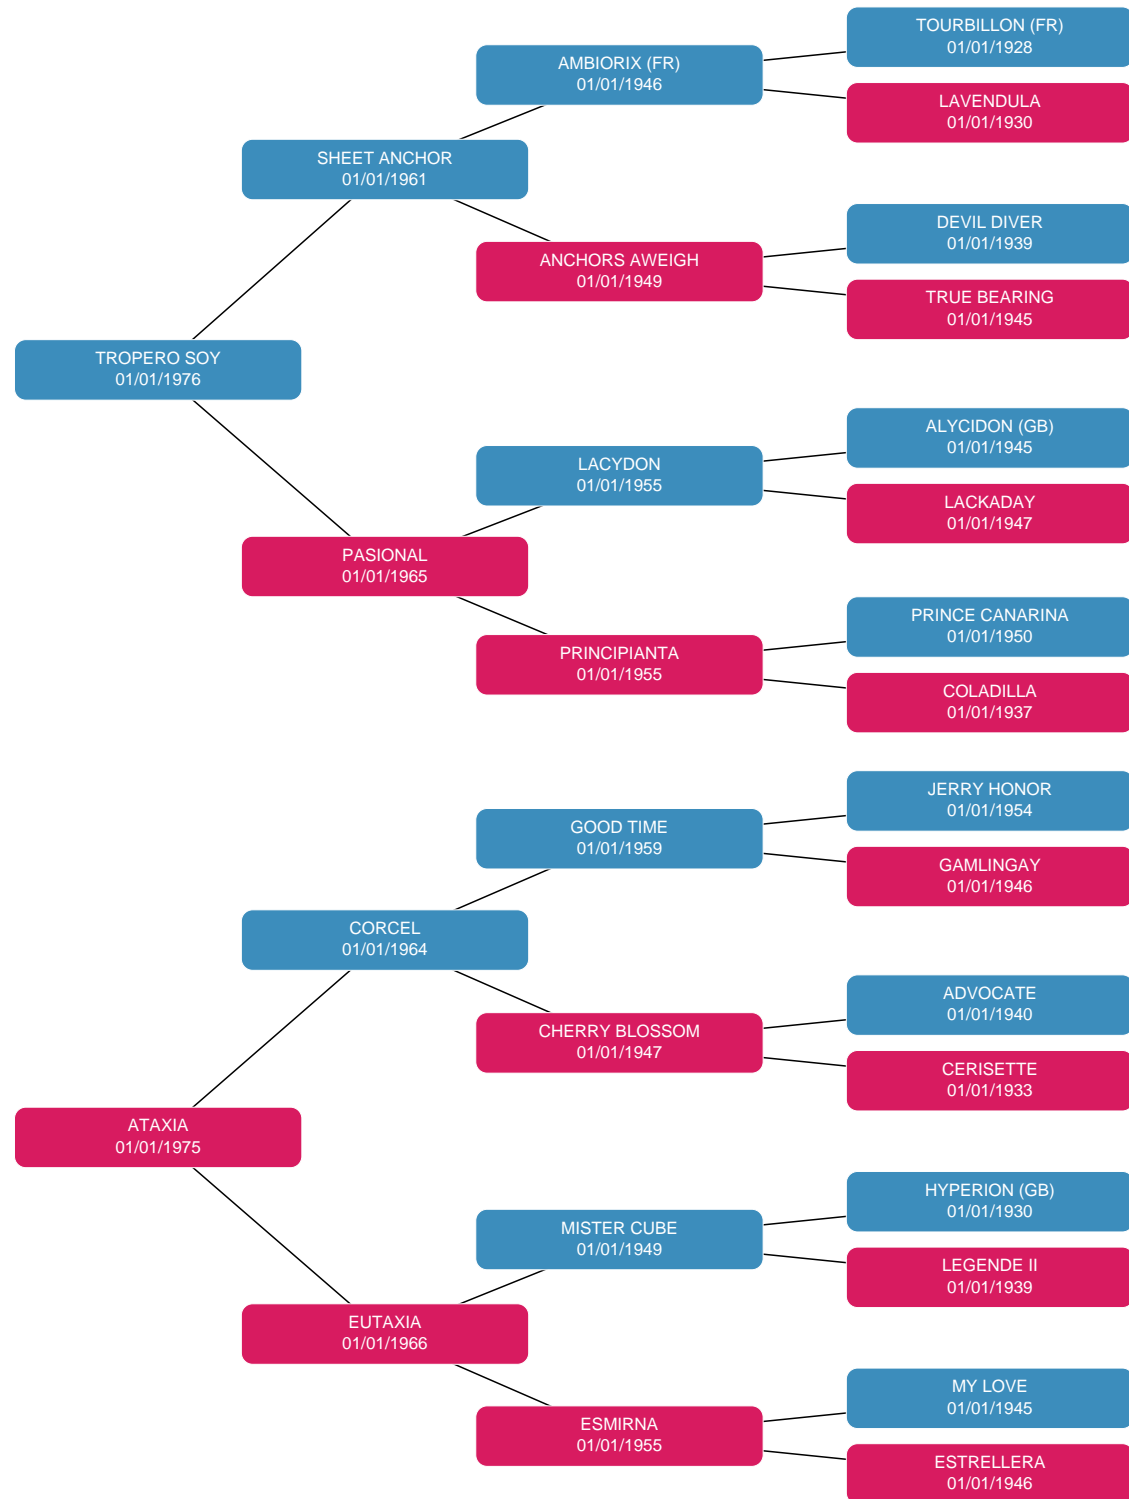 TOURBILLON (FR)
01/01/1928
AMBIORIX (FR)
01/01/1946
LAVENDULA
01/01/1930
SHEET ANCHOR
01/01/1961
DEVIL DIVER
01/01/1939
ANCHORS AWEIGH
01/01/1949
TRUE BEARING
01/01/1945
TROPERO SOY
01/01/1976
ALYCIDON (GB)
01/01/1945
LACYDON
01/01/1955
LACKADAY
01/01/1947
PASIONAL
01/01/1965
PRINCE CANARINA
01/01/1950
PRINCIPIANTA
01/01/1955
COLADILLA
01/01/1937
JERRY HONOR
01/01/1954
GOOD TIME
01/01/1959
GAMLINGAY
01/01/1946
CORCEL
01/01/1964
ADVOCATE
01/01/1940
CHERRY BLOSSOM
01/01/1947
CERISETTE
01/01/1933
ATAXIA
01/01/1975
HYPERION (GB)
01/01/1930
MISTER CUBE
01/01/1949
LEGENDE II
01/01/1939
EUTAXIA
01/01/1966
MY LOVE
01/01/1945
ESMIRNA
01/01/1955
ESTRELLERA
01/01/1946